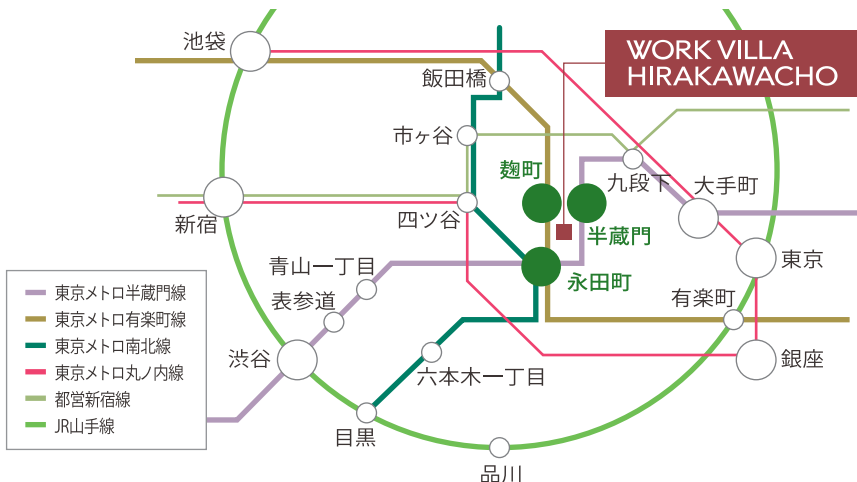 池袋
WORK VILLA
HIRAKAWACHO
飯田橋
市ヶ谷
麹町
九段下
大手町
新宿
四ツ谷
半蔵門
青山一丁目
永田町
東京
表参道
有楽町
東京メトロ半蔵門線
東京メトロ有楽町線
東京メトロ南北線
東京メトロ丸ノ内線
都営新宿線
JR山手線
渋谷
六本木一丁目
銀座
目黒
品川